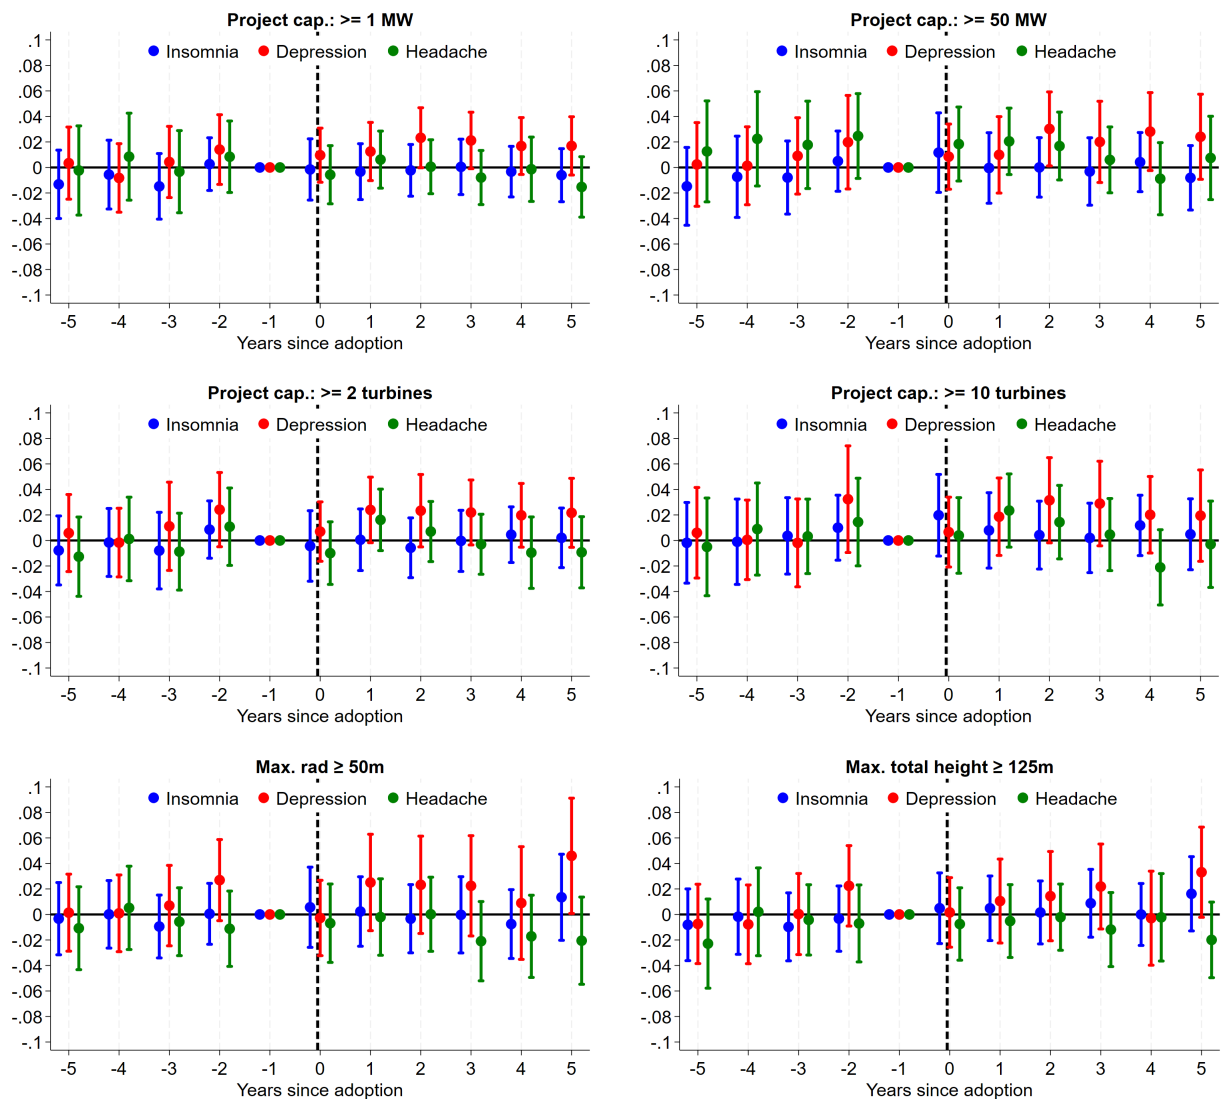 Project cap.: >= 1 MW
Insomnia Depression Headache
.1
.08
.06
.04
.02
0
-.02
-.04
-.06
-.08
-.1
-5 -4 -3 -2 -1 0 1 2 3 4 5
Years since adoption
Project cap.: >= 50 MW
Insomnia Depression Headache
.1
.08
.06
.04
.02
0
-.02
-.04
-.06
-.08
-.1
-5 -4 -3 -2 -1 0 1 2 3 4 5
Years since adoption
Project cap.: >= 2 turbines
Insomnia Depression Headache
.1
.08
.06
.04
.02
0
-.02
-.04
-.06
-.08
-.1
-5 -4 -3 -2 -1 0 1 2 3 4 5
Years since adoption
Project cap.: >= 10 turbines
Insomnia Depression Headache
.1
.08
.06
.04
.02
0
-.02
-.04
-.06
-.08
-.1
-5 -4 -3 -2 -1 0 1 2 3 4 5
Years since adoption
Max. rad ≥ 50m
Insomnia Depression Headache
.1
.08
.06
.04
.02
0
-.02
-.04
-.06
-.08
-.1
-5 -4 -3 -2 -1 0 1 2 3 4 5
Years since adoption
Max. total height ≥ 125m
Insomnia Depression Headache
.1
.08
.06
.04
.02
0
-.02
-.04
-.06
-.08
-.1
-5 -4 -3 -2 -1 0 1 2 3 4 5
Years since adoption